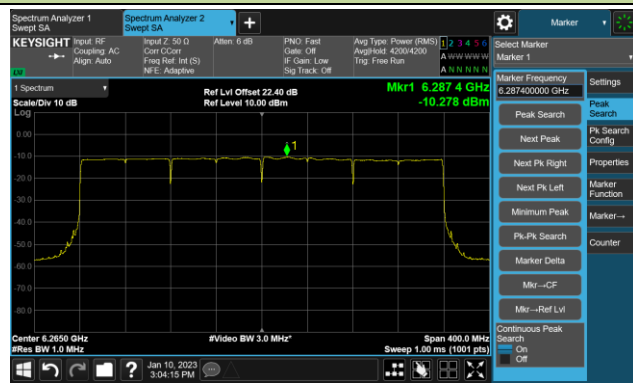 Spectrum Analyzer 1
Swept SA
Spectrum Analyzer 2
Swept SA
Marker
KEYSIGHT
Input: RF
Coupling: AC
Align: Auto
Input Z: 50 Ω
Corr CCorr
Freq Ref: Int (S)
NFE: Adaptive
Atten: 6 dB
PNO: Fast
Gate: Off
IF Gain: Low
Sig Track: Off
Avg Type: Power (RMS)
Avg|Hold: 4200/4200
Trig: Free Run
1 2 3 4 5 6
A W W W W W
A N N N N N
LXI
Select Marker
Marker 1
1 Spectrum
Scale/Div 10 dB
Log
Ref Lvl Offset 22.40 dB
Ref Level 10.00 dBm
Mkr1 6.287 4 GHz
-10.278 dBm
0.00
-10.0
-20.0
-30.0
-40.0
-50.0
-60.0
-70.0
-80.0
1
Center 6.2650 GHz
#Res BW 1.0 MHz
#Video BW 3.0 MHz*
Span 400.0 MHz
Sweep 1.00 ms (1001 pts)
Marker Frequency
6.287400000 GHz
Peak Search
Next Peak
Next Pk Right
Next Pk Left
Minimum Peak
Pk-Pk Search
Marker Delta
Mkr→CF
Mkr→Ref Lvl
Continuous Peak
Search
On
Off
Settings
Peak
Search
Pk Search
Config
Properties
Marker
Function
Marker→
Counter
?
Jan 10, 2023
3:04:15 PM